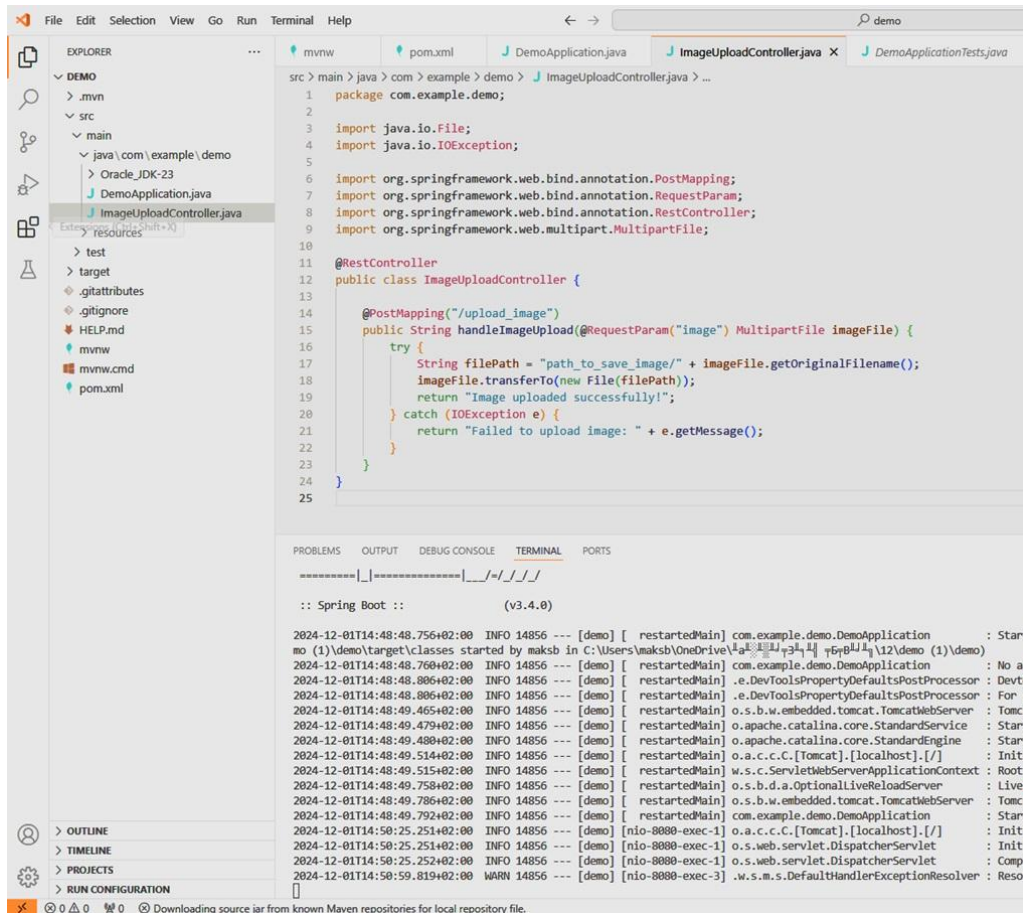 File Edit Selection View Go Run Terminal Help
demo
EXPLORER
mvnw pom.xml DemoApplication.java ImageUploadController.java DemoApplicationTests.java
src > main > java > com > example > demo > ImageUploadController.java > ...
DEMO
.mvn
src
main
java\com\example\demo
Oracle_JDK-23
DemoApplication.java
ImageUploadController.java
Extensions (Ctrl+Shift+X)
resources
test
target
.gitattributes
.gitignore
HELP.md
mvnw
mvnw.cmd
pom.xml
OUTLINE
TIMELINE
PROJECTS
RUN CONFIGURATION
1 package com.example.demo;
2
3 import java.io.File;
4 import java.io.IOException;
5
6 import org.springframework.web.bind.annotation.PostMapping;
7 import org.springframework.web.bind.annotation.RequestParam;
8 import org.springframework.web.bind.annotation.RestController;
9 import org.springframework.web.multipart.MultipartFile;
10
11 @RestController
12 public class ImageUploadController {
13
14 @PostMapping("/upload_image")
15 public String handleImageUpload(@RequestParam("image") MultipartFile imageFile) {
16 try {
17 String filePath = "path_to_save_image/" + imageFile.getOriginalFilename();
18 imageFile.transferTo(new File(filePath));
19 return "Image uploaded successfully!";
20 } catch (IOException e) {
21 return "Failed to upload image: " + e.getMessage();
22 }
23 }
24 }
25
PROBLEMS OUTPUT DEBUG CONSOLE TERMINAL PORTS
=========|_|==============|___/=/_/_/_/
:: Spring Boot :: (v3.4.0)
2024-12-01T14:48:48.756+02:00 INFO 14856 --- [demo] [ restartedMain] com.example.demo.DemoApplication : Star
mo (1)\demo\target\classes started by maksb in C:\Users\maksb\OneDrive\ \12\demo (1)\demo)
2024-12-01T14:48:48.760+02:00 INFO 14856 --- [demo] [ restartedMain] com.example.demo.DemoApplication : No a
2024-12-01T14:48:48.806+02:00 INFO 14856 --- [demo] [ restartedMain] .e.DevToolsPropertyDefaultsPostProcessor : Devt
2024-12-01T14:48:48.806+02:00 INFO 14856 --- [demo] [ restartedMain] .e.DevToolsPropertyDefaultsPostProcessor : For
2024-12-01T14:48:49.465+02:00 INFO 14856 --- [demo] [ restartedMain] o.s.b.w.embedded.tomcat.TomcatWebServer : Tomc
2024-12-01T14:48:49.479+02:00 INFO 14856 --- [demo] [ restartedMain] o.apache.catalina.core.StandardService : Star
2024-12-01T14:48:49.480+02:00 INFO 14856 --- [demo] [ restartedMain] o.apache.catalina.core.StandardEngine : Star
2024-12-01T14:48:49.514+02:00 INFO 14856 --- [demo] [ restartedMain] o.a.c.c.C.[Tomcat].[localhost].[/] : Init
2024-12-01T14:48:49.515+02:00 INFO 14856 --- [demo] [ restartedMain] w.s.c.ServletWebServerApplicationContext : Root
2024-12-01T14:48:49.758+02:00 INFO 14856 --- [demo] [ restartedMain] o.s.b.d.a.OptionalLiveReloadServer : Live
2024-12-01T14:48:49.786+02:00 INFO 14856 --- [demo] [ restartedMain] o.s.b.w.embedded.tomcat.TomcatWebServer : Tomc
2024-12-01T14:48:49.792+02:00 INFO 14856 --- [demo] [ restartedMain] com.example.demo.DemoApplication : Star
2024-12-01T14:50:25.251+02:00 INFO 14856 --- [demo] [nio-8080-exec-1] o.a.c.c.C.[Tomcat].[localhost].[/] : Init
2024-12-01T14:50:25.251+02:00 INFO 14856 --- [demo] [nio-8080-exec-1] o.s.web.servlet.DispatcherServlet : Init
2024-12-01T14:50:25.252+02:00 INFO 14856 --- [demo] [nio-8080-exec-1] o.s.web.servlet.DispatcherServlet : Comp
2024-12-01T14:50:59.819+02:00 WARN 14856 --- [demo] [nio-8080-exec-3] .w.s.m.s.DefaultHandlerExceptionResolver : Reso
0 0 0 Downloading source jar from known Maven repositories for local repository file.